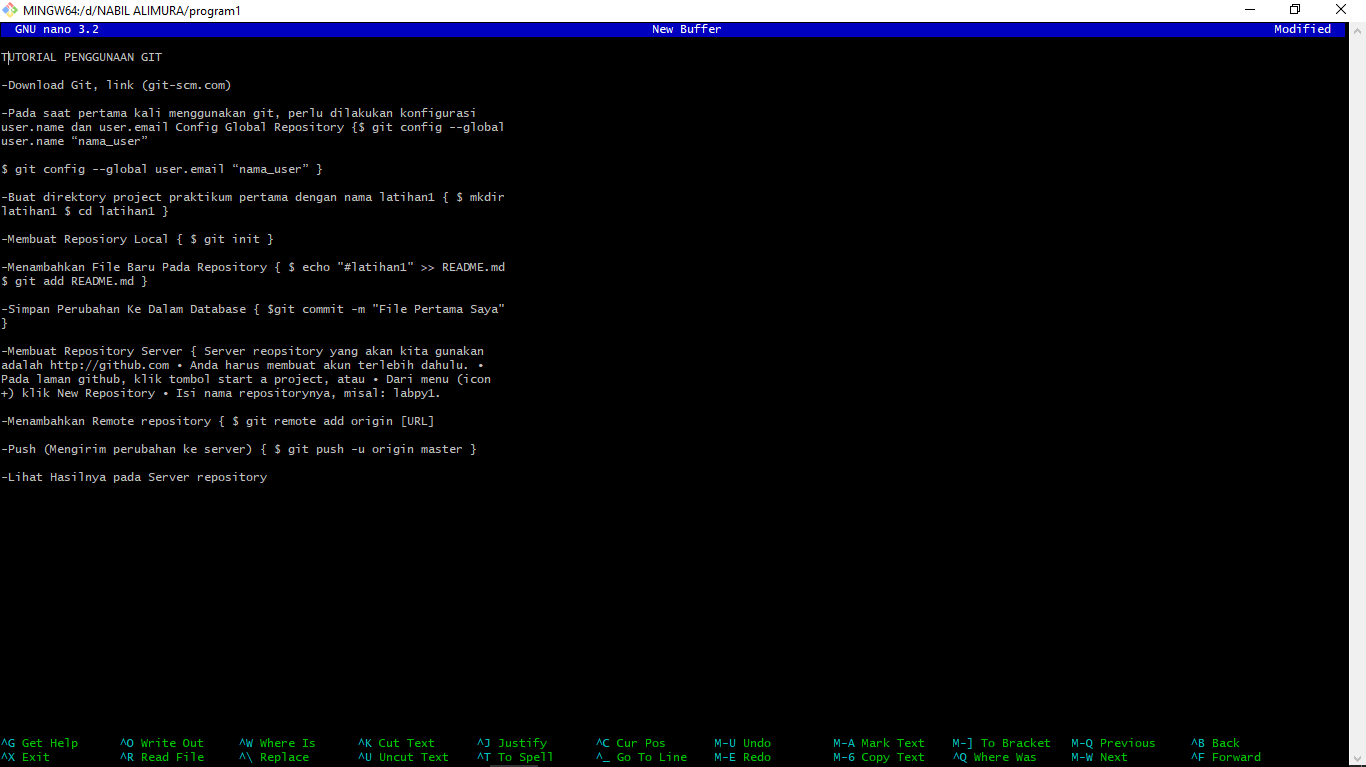 MINGW64:/d/NABIL ALIMURA/program1
GNU nano 3.2 New Buffer Modified
TUTORIAL PENGGUNAAN GIT
-Download Git, link (git-scm.com)
-Pada saat pertama kali menggunakan git, perlu dilakukan konfigurasi
user.name dan user.email Config Global Repository {$ git config --global
user.name “nama_user”
$ git config --global user.email “nama_user” }
-Buat direktory project praktikum pertama dengan nama latihan1 { $ mkdir
latihan1 $ cd latihan1 }
-Membuat Reposiory Local { $ git init }
-Menambahkan File Baru Pada Repository { $ echo "#latihan1" >> README.md
$ git add README.md }
-Simpan Perubahan Ke Dalam Database { $git commit -m "File Pertama Saya"
}
-Membuat Repository Server { Server reopsitory yang akan kita gunakan
adalah http://github.com • Anda harus membuat akun terlebih dahulu. •
Pada laman github, klik tombol start a project, atau • Dari menu (icon
+) klik New Repository • Isi nama repositorynya, misal: labpy1.
-Menambahkan Remote repository { $ git remote add origin [URL]
-Push (Mengirim perubahan ke server) { $ git push -u origin master }
-Lihat Hasilnya pada Server repository
^G Get Help ^O Write Out ^W Where Is ^K Cut Text ^J Justify ^C Cur Pos M-U Undo M-A Mark Text M-] To Bracket M-Q Previous ^B Back
^X Exit ^R Read File ^\ Replace ^U Uncut Text ^T To Spell ^_ Go To Line M-E Redo M-6 Copy Text ^Q Where Was M-W Next ^F Forward